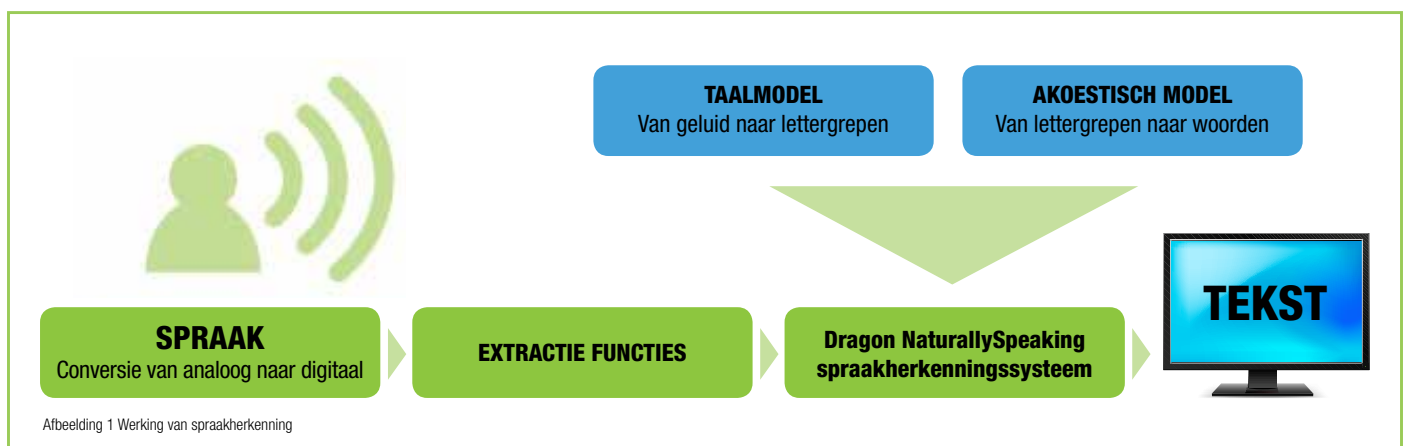 TAALMODEL
Van geluid naar lettergrepen
AKOESTISCH MODEL
Van lettergrepen naar woorden
SPRAAK
Conversie van analoog naar digitaal
EXTRACTIE FUNCTIES
Dragon NaturallySpeaking
spraakherkenningssysteem
TEKST
Afbeelding 1 Werking van spraakherkenning